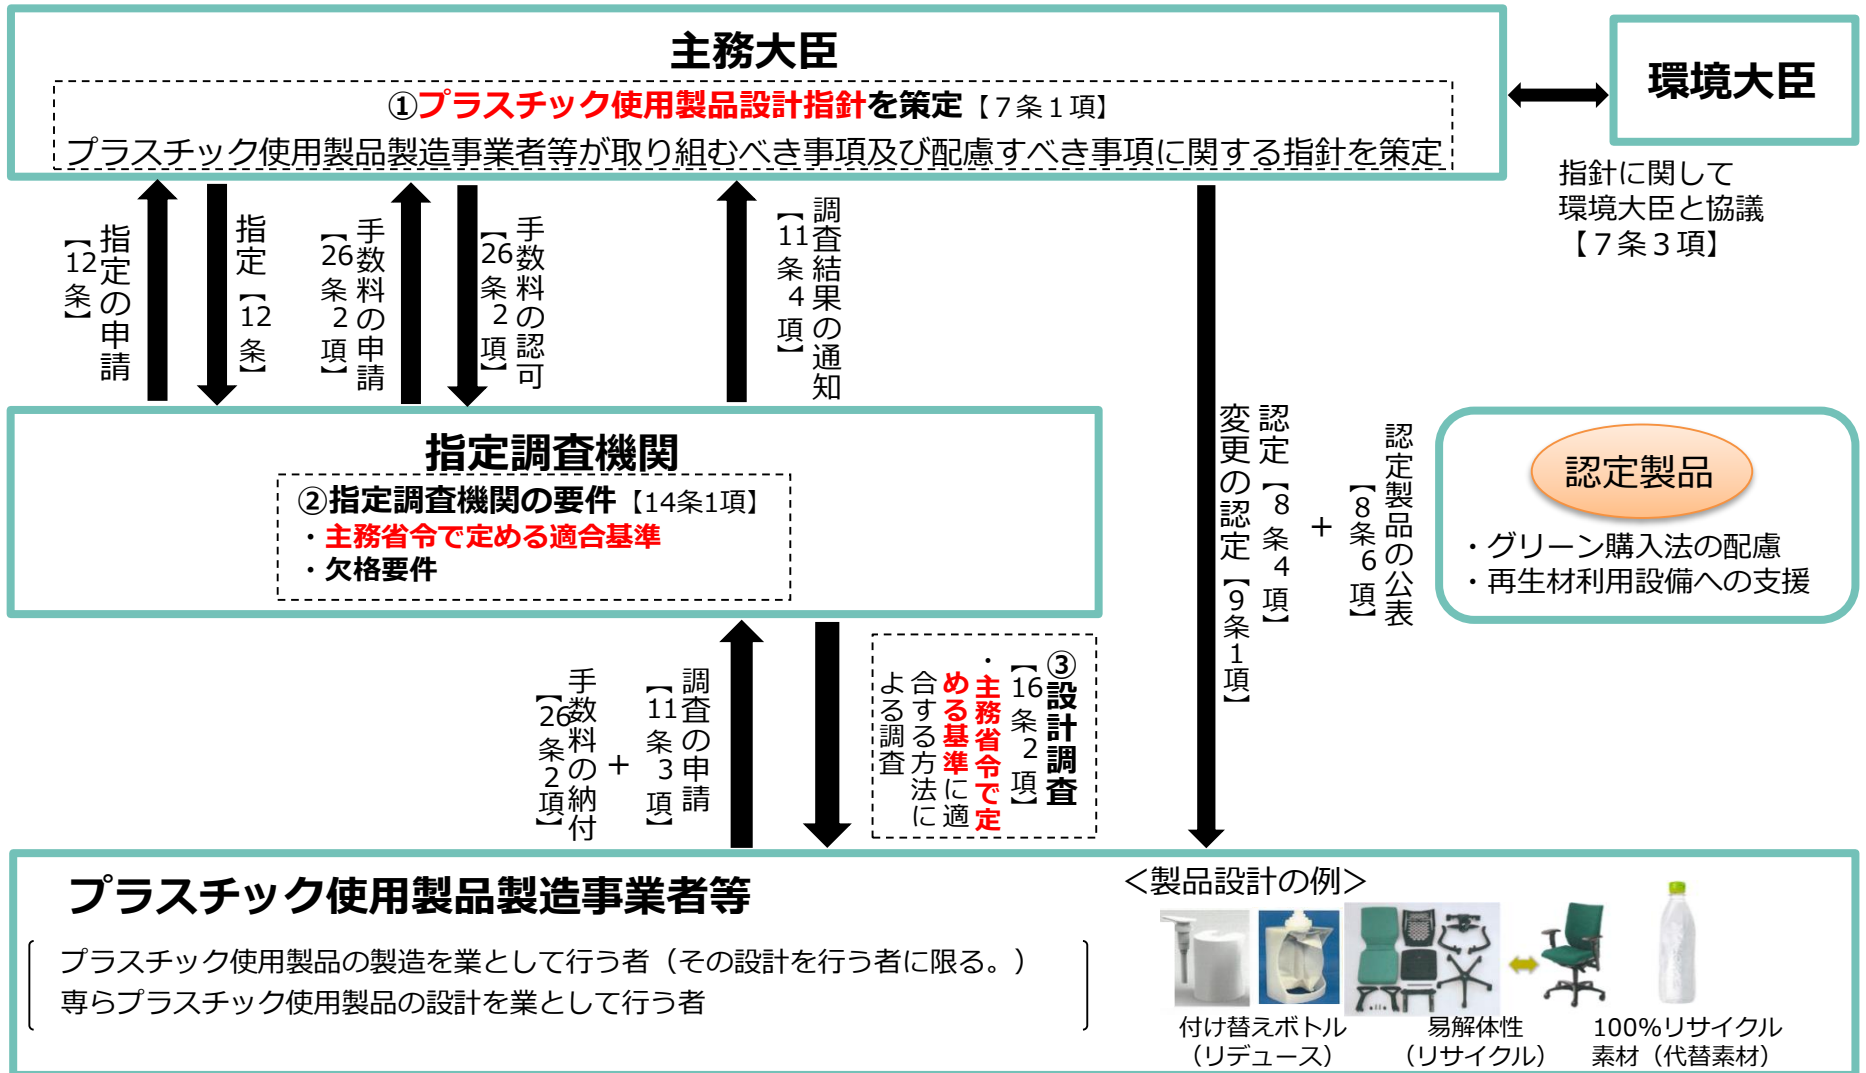 主務大臣
①プラスチック使用製品設計指針を策定【７条１項】
プラスチック使用製品製造事業者等が取り組むべき事項及び配慮すべき事項に関する指針を策定
環境大臣
指針に関して
環境大臣と協議
【７条３項】
指定の申請
【12条】
指定【12条】
手数料の申請
【26条２項】
手数料の認可
【26条２項】
調査結果の通知
【11条４項】
認定【８条４項】
変更の認定【９条１項】
＋
認定製品の公表
【８条６項】
認定製品
・グリーン購入法の配慮
・再生材利用設備への支援
指定調査機関
②指定調査機関の要件【14条1項】
・主務省令で定める適合基準
・欠格要件
調査の申請
【11条３項】
＋
手数料の納付
【26条２項】
③設計調査
【16条２項】
・主務省令で定
める基準に適
合する方法に
よる調査
プラスチック使用製品製造事業者等
プラスチック使用製品の製造を業として行う者（その設計を行う者に限る。）
専らプラスチック使用製品の設計を業として行う者
＜製品設計の例＞
付け替えボトル
（リデュース）
易解体性
（リサイクル）
100%リサイクル
素材（代替素材）